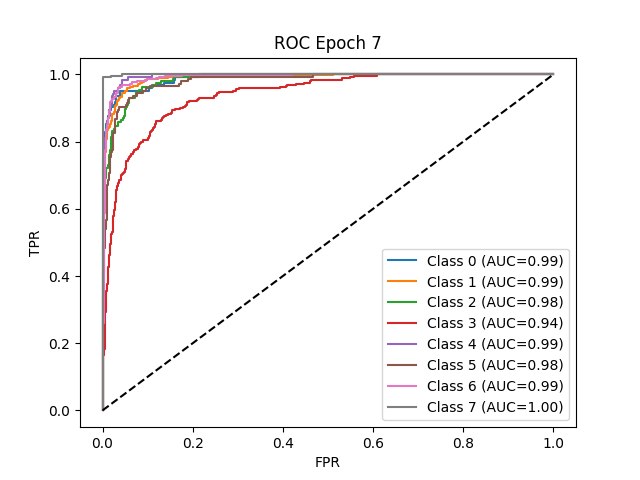 ROC Epoch 7
1.0
0.8
0.6
0.4
0.2
0.0
TPR
0.0 0.2 0.4 0.6 0.8 1.0
FPR
Class 0 (AUC=0.99)
Class 1 (AUC=0.99)
Class 2 (AUC=0.98)
Class 3 (AUC=0.94)
Class 4 (AUC=0.99)
Class 5 (AUC=0.98)
Class 6 (AUC=0.99)
Class 7 (AUC=1.00)